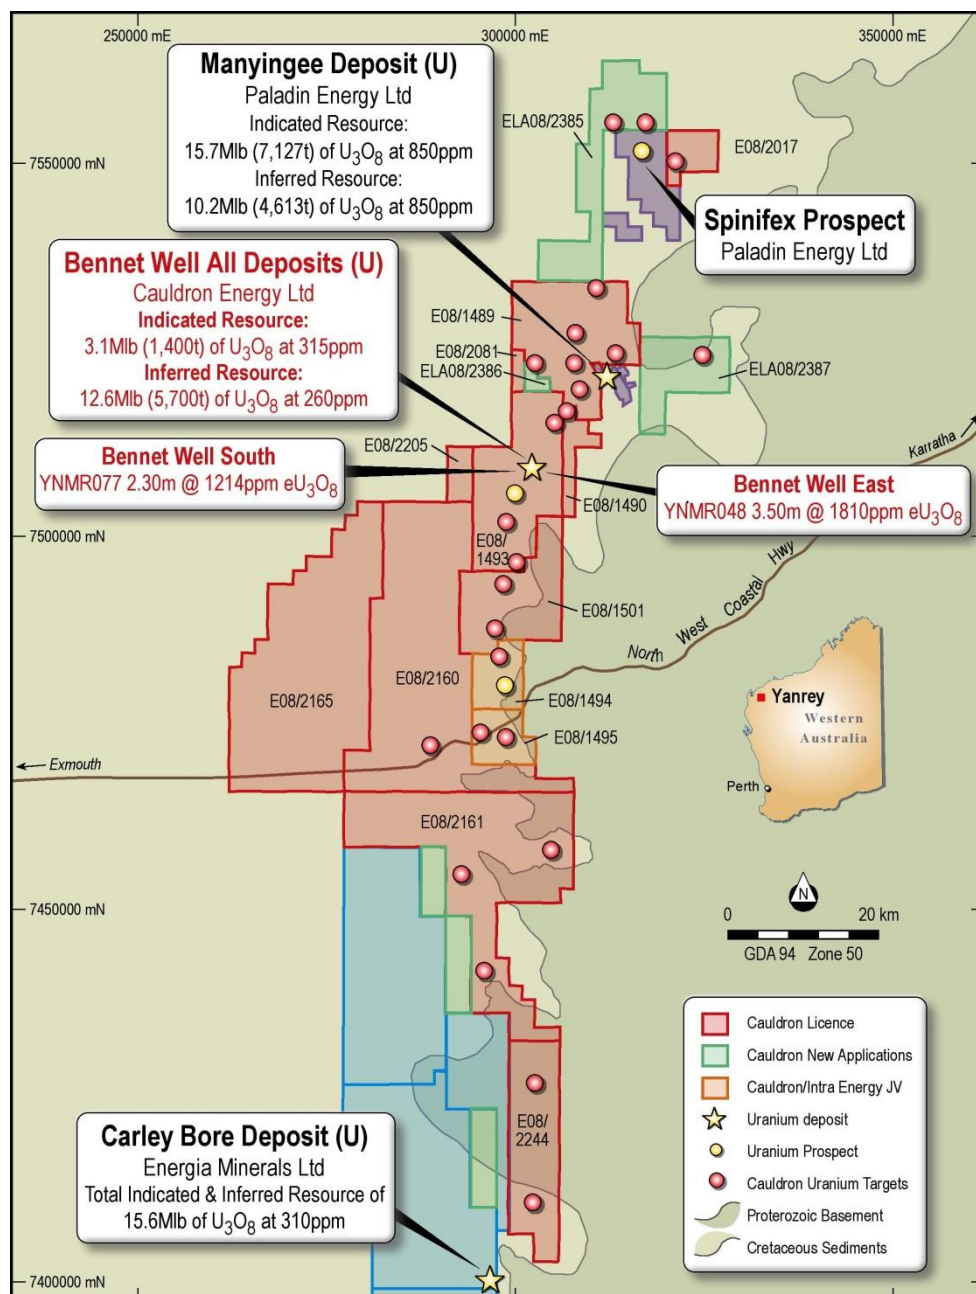 250000 mE
300000 mE
350000 mE
Manyingee Deposit (U)
Paladin Energy Ltd
Indicated Resource:
15.7Mlb (7,127t) of U₃O₈ at 850ppm
Inferred Resource:
10.2Mlb (4,613t) of U₃O₈ at 850ppm
ELA08/2385
E08/2017
7550000 mN
Spinifex Prospect
Paladin Energy Ltd
Bennet Well All Deposits (U)
Cauldron Energy Ltd
Indicated Resource:
3.1Mlb (1,400t) of U₃O₈ at 315ppm
Inferred Resource:
12.6Mlb (5,700t) of U₃O₈ at 260ppm
E08/1489
E08/2081
ELA08/2386
ELA08/2387
Karratha
E08/2205
Bennet Well South
YNMR077 2.30m @ 1214ppm eU₃O₈
Bennet Well East
YNMR048 3.50m @ 1810ppm eU₃O₈
E08/1490
7500000 mN
E08/
1493
North West Coastal Hwy
E08/1501
E08/2165
E08/2160
E08/1494
E08/1495
Yanrey
Western
Australia
Perth
Exmouth
E08/2161
N
7450000 mN
0 20 km
GDA 94 Zone 50
Cauldron Licence
Cauldron New Applications
Cauldron/Intra Energy JV
Uranium deposit
Uranium Prospect
Cauldron Uranium Targets
Proterozoic Basement
Cretaceous Sediments
E08/
2244
Carley Bore Deposit (U)
Energia Minerals Ltd
Total Indicated & Inferred Resource of
15.6Mlb of U₃O₈ at 310ppm
7400000 mN